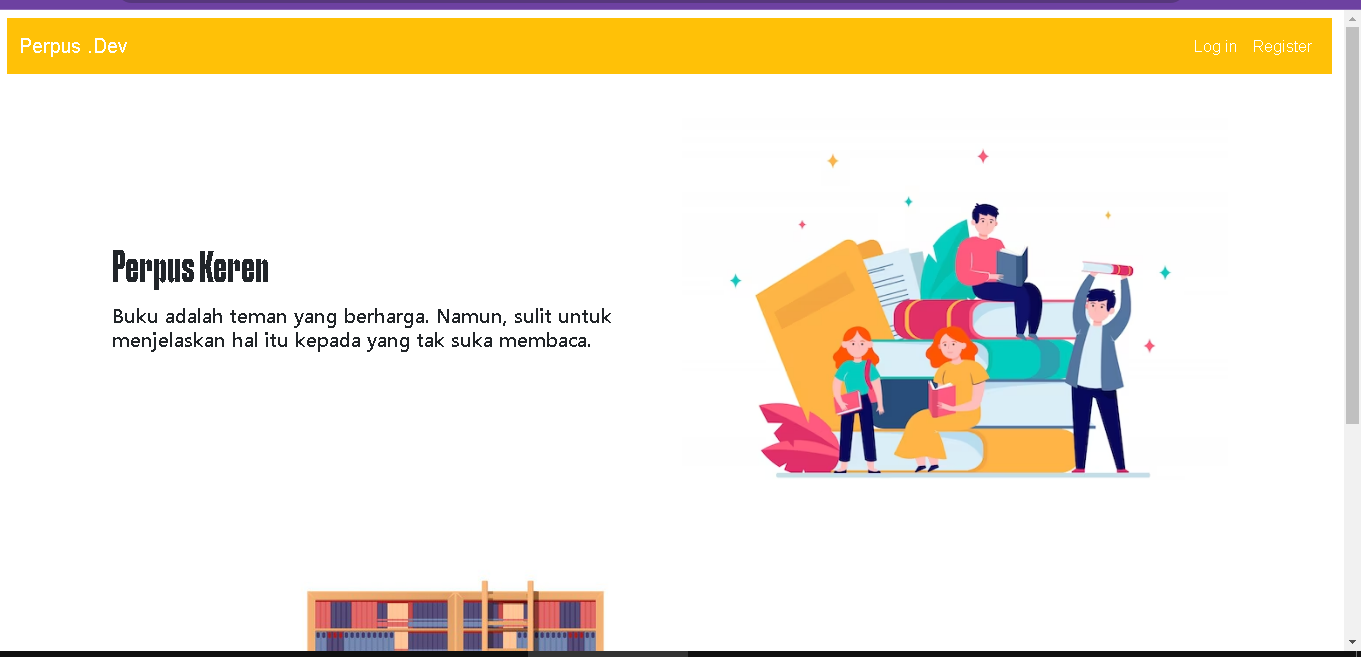 Perpus .Dev
Log in Register
Perpus Keren
Buku adalah teman yang berharga. Namun, sulit untuk
menjelaskan hal itu kepada yang tak suka membaca.